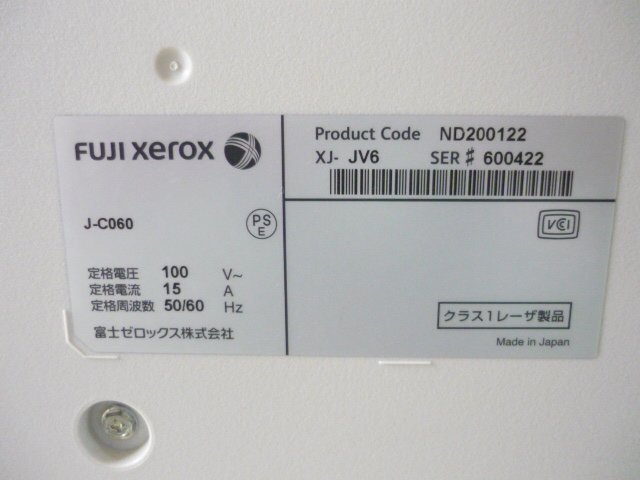 FUJI xerox
J-C060
PS
E
定格電圧 100 V~
定格電流 15 A
定格周波数 50/60 Hz
富士ゼロックス株式会社
Product Code ND200122
XJ- JV6 SER # 600422
VCI
クラス1レーザ製品
Made in Japan